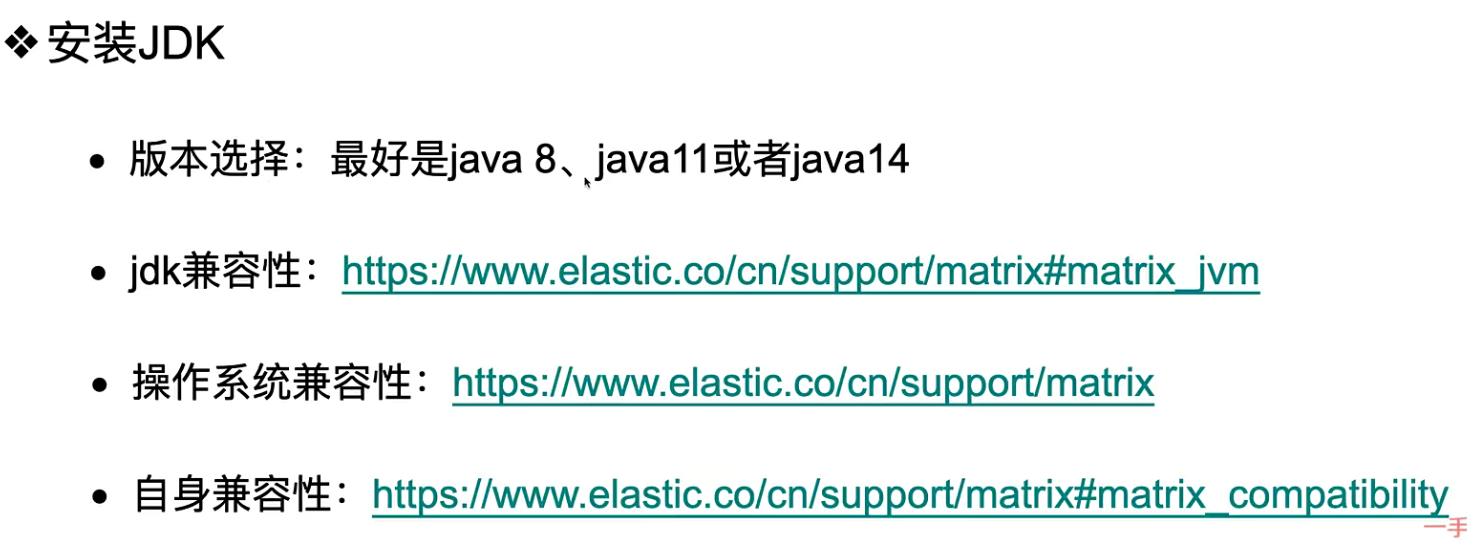 ❖安装JDK
• 版本选择：最好是java 8、java11或者java14
• jdk兼容性：https://www.elastic.co/cn/support/matrix#matrix_jvm
• 操作系统兼容性：https://www.elastic.co/cn/support/matrix
• 自身兼容性：https://www.elastic.co/cn/support/matrix#matrix_compatibility
一手